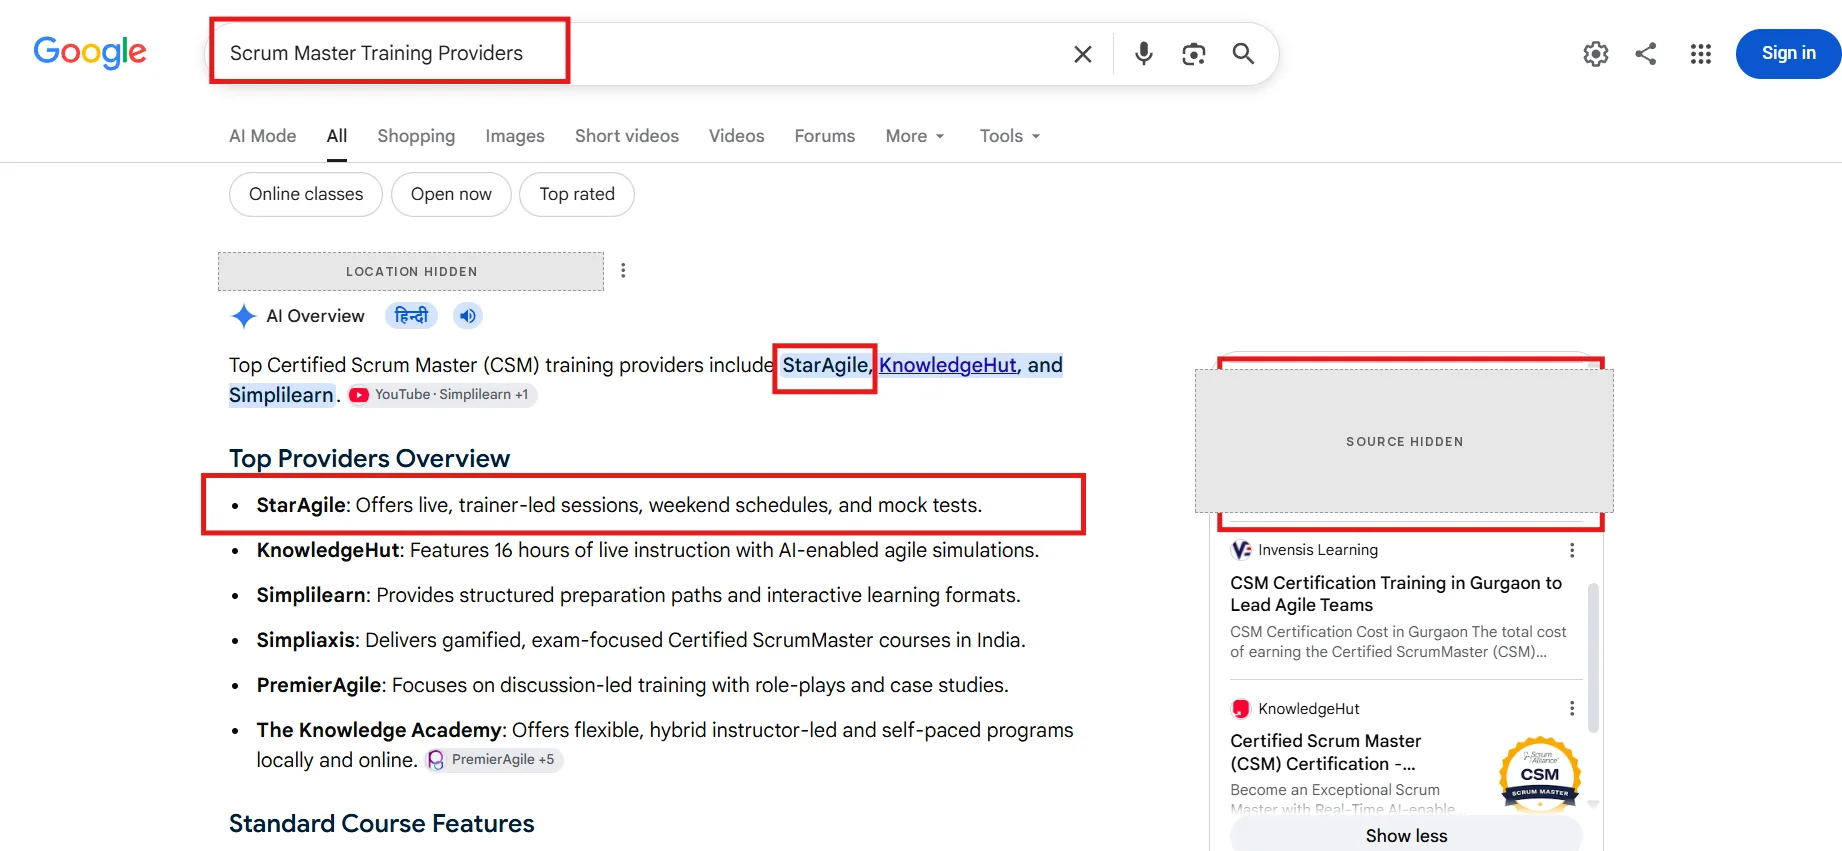 Google
Scrum Master Training Providers
Sign in
AI Mode All Shopping Images Short videos Videos Forums More Tools
Online classes Open now Top rated
LOCATION HIDDEN
AI Overview हिन्दी
Top Certified Scrum Master (CSM) training providers include StarAgile, KnowledgeHut, and
Simplilearn. YouTube · Simplilearn +1
Top Providers Overview
• StarAgile: Offers live, trainer-led sessions, weekend schedules, and mock tests.
• KnowledgeHut: Features 16 hours of live instruction with AI-enabled agile simulations.
• Simplilearn: Provides structured preparation paths and interactive learning formats.
• Simpliaxis: Delivers gamified, exam-focused Certified ScrumMaster courses in India.
• PremierAgile: Focuses on discussion-led training with role-plays and case studies.
• The Knowledge Academy: Offers flexible, hybrid instructor-led and self-paced programs
locally and online. PremierAgile +5
Standard Course Features
SOURCE HIDDEN
Invensis Learning
CSM Certification Training in Gurgaon to
Lead Agile Teams
CSM Certification Cost in Gurgaon The total cost
of earning the Certified ScrumMaster (CSM)...
KnowledgeHut
Certified Scrum Master
(CSM) Certification -...
Become an Exceptional Scrum
Master with Real-Time AI-enable...
Scrum
Alliance
CSM
SCRUM MASTER
Show less